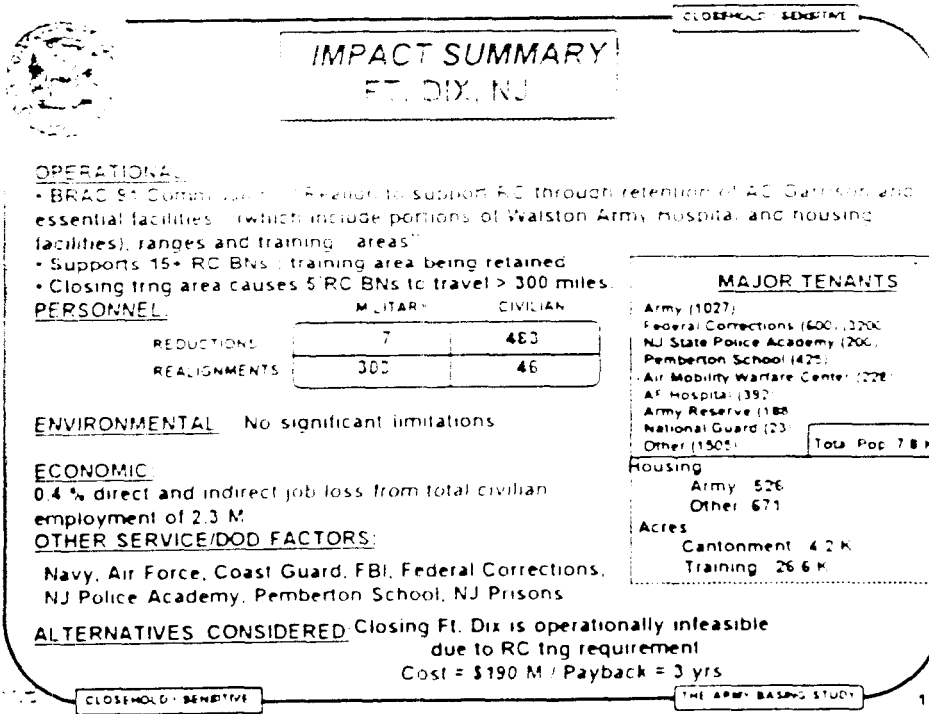 CLOSEHOLD - SENSITIVE
IMPACT SUMMARY
FT. DIX, NJ
OPERATIONAL
• BRAC 91 "Realign to support RC through retention of AC Garrison and
essential facilities (which include portions of Walston Army Hospital and housing
facilities), ranges and training areas"
• Supports 15+ RC BNs ; training area being retained
• Closing trng area causes 5 RC BNs to travel > 300 miles.
PERSONNEL:
MILITARY CIVILIAN
REDUCTIONS 7 483
REALIGNMENTS 46
ENVIRONMENTAL No significant limitations
ECONOMIC:
0.4 % direct and indirect job loss from total civilian
employment of 2.3 M
OTHER SERVICE/DOD FACTORS:
Navy, Air Force, Coast Guard, FBI, Federal Corrections,
NJ Police Academy, Pemberton School, NJ Prisons
MAJOR TENANTS
Army (1027)
Federal Corrections (600)
NJ State Police Academy (200)
Pemberton School (425)
Air Mobility Warfare Center
AF Hospital (392)
Army Reserve (188)
National Guard (23)
Other (1505)
Total Pop 7.8 K
Housing
Army 526
Other 671
Acres
Cantonment 4.2 K
Training 26.6 K
ALTERNATIVES CONSIDERED: Closing Ft. Dix is operationally infeasible
due to RC tng requirement
Cost = $190 M / Payback = 3 yrs
CLOSEHOLD - SENSITIVE
THE ARMY BASING STUDY
1